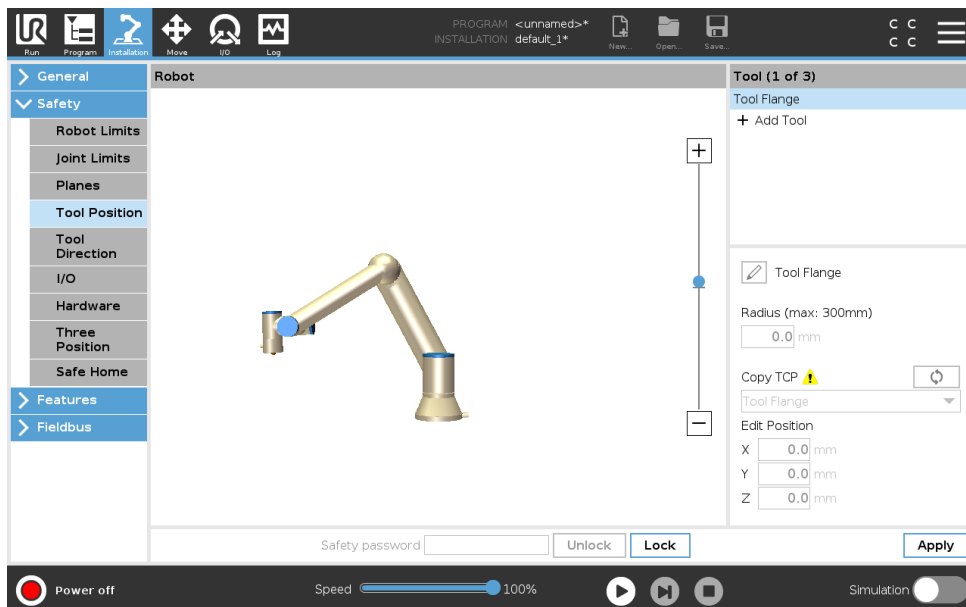 UR
Run
Program
Installation
Move
I/O
Log
PROGRAM <unnamed>*
INSTALLATION default_1*
New...
Open...
Save...
C C
C C
General
Safety
Robot Limits
Joint Limits
Planes
Tool Position
Tool
Direction
I/O
Hardware
Three
Position
Safe Home
Features
Fieldbus
Robot
Tool (1 of 3)
Tool Flange
+ Add Tool
Tool Flange
Radius (max: 300mm)
0.0 mm
Copy TCP
Tool Flange
Edit Position
X 0.0 mm
Y 0.0 mm
Z 0.0 mm
Safety password
Unlock
Lock
Apply
Power off
Speed
100%
Simulation